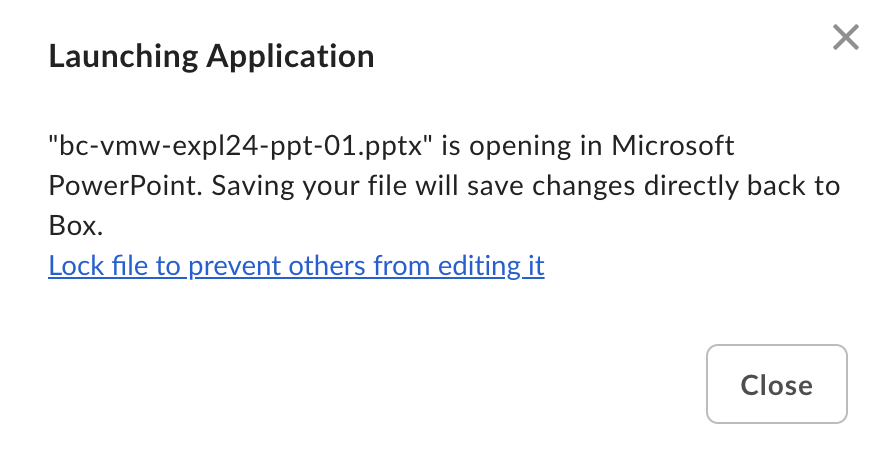 Launching Application
"bc-vmw-expl24-ppt-01.pptx" is opening in Microsoft
PowerPoint. Saving your file will save changes directly back to
Box.
Lock file to prevent others from editing it
Close